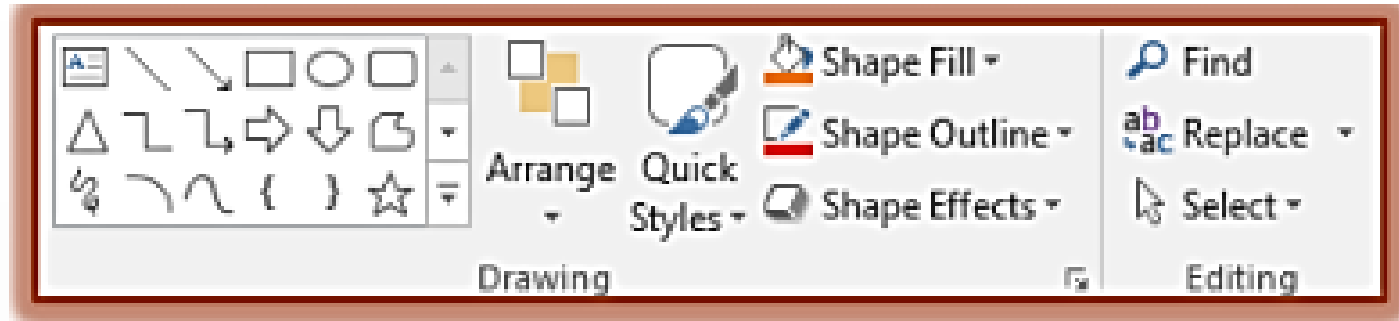 Arrange
Quick
Styles
Shape Fill
Shape Outline
Shape Effects
Drawing
Find
Replace
Select
Editing